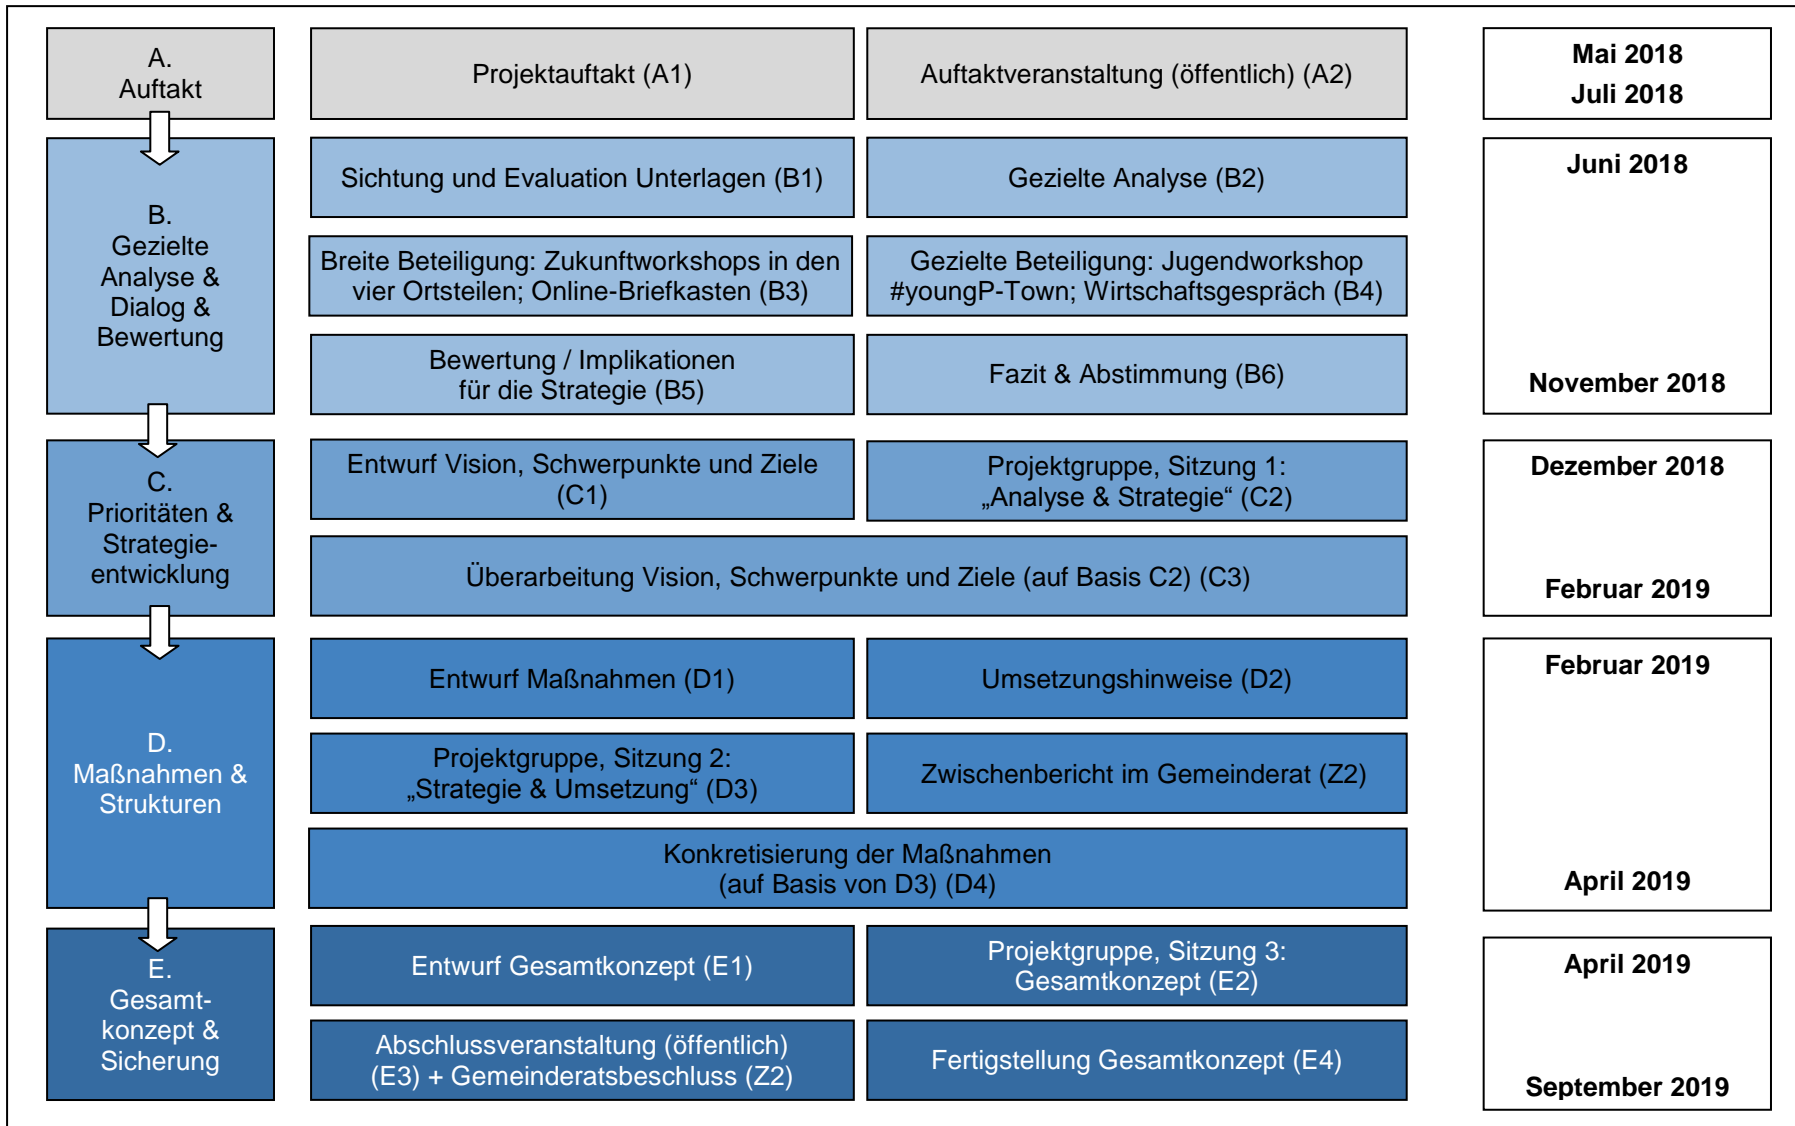 A.
Auftakt
Projektauftakt (A1)
Auftaktveranstaltung (öffentlich) (A2)
Mai 2018
Juli 2018
B.
Gezielte
Analyse &
Dialog &
Bewertung
Sichtung und Evaluation Unterlagen (B1)
Gezielte Analyse (B2)
Breite Beteiligung: Zukunftworkshops in den
vier Ortsteilen; Online-Briefkasten (B3)
Gezielte Beteiligung: Jugendworkshop
#youngP-Town; Wirtschaftsgespräch (B4)
Bewertung / Implikationen
für die Strategie (B5)
Fazit & Abstimmung (B6)
Juni 2018
November 2018
C.
Prioritäten &
Strategie-
entwicklung
Entwurf Vision, Schwerpunkte und Ziele
(C1)
Projektgruppe, Sitzung 1:
„Analyse & Strategie“ (C2)
Überarbeitung Vision, Schwerpunkte und Ziele (auf Basis C2) (C3)
Dezember 2018
Februar 2019
D.
Maßnahmen &
Strukturen
Entwurf Maßnahmen (D1)
Umsetzungshinweise (D2)
Projektgruppe, Sitzung 2:
„Strategie & Umsetzung“ (D3)
Zwischenbericht im Gemeinderat (Z2)
Konkretisierung der Maßnahmen
(auf Basis von D3) (D4)
Februar 2019
April 2019
E.
Gesamt-
konzept &
Sicherung
Entwurf Gesamtkonzept (E1)
Projektgruppe, Sitzung 3:
Gesamtkonzept (E2)
Abschlussveranstaltung (öffentlich)
(E3) + Gemeinderatsbeschluss (Z2)
Fertigstellung Gesamtkonzept (E4)
April 2019
September 2019